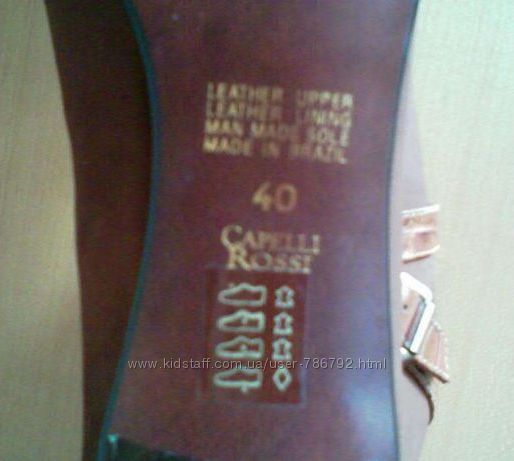 LEATHER UPPER
LEATHER LINING
MAN MADE SOLE
MADE IN BRAZIL
40
CAPELLI
ROSSI
www.kidstaff.com.ua/user-786792.html